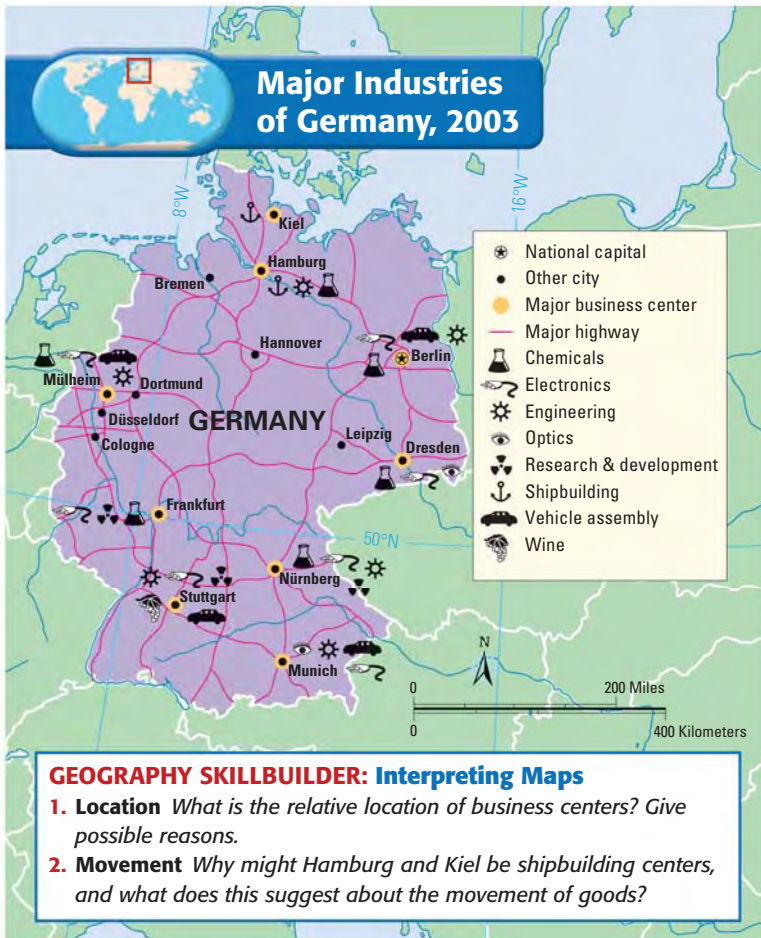 Major Industries
of Germany, 2003
8°W
16°W
Kiel
Hamburg
Bremen
Hannover
Berlin
Mülheim
Dortmund
Düsseldorf
GERMANY
Cologne
Leipzig
Dresden
Frankfurt
50°N
Nürnberg
Stuttgart
Munich
National capital
Other city
Major business center
Major highway
Chemicals
Electronics
Engineering
Optics
Research & development
Shipbuilding
Vehicle assembly
Wine
N
0
200 Miles
0
400 Kilometers
GEOGRAPHY SKILLBUILDER: Interpreting Maps
1. Location What is the relative location of business centers? Give
possible reasons.
2. Movement Why might Hamburg and Kiel be shipbuilding centers,
and what does this suggest about the movement of goods?